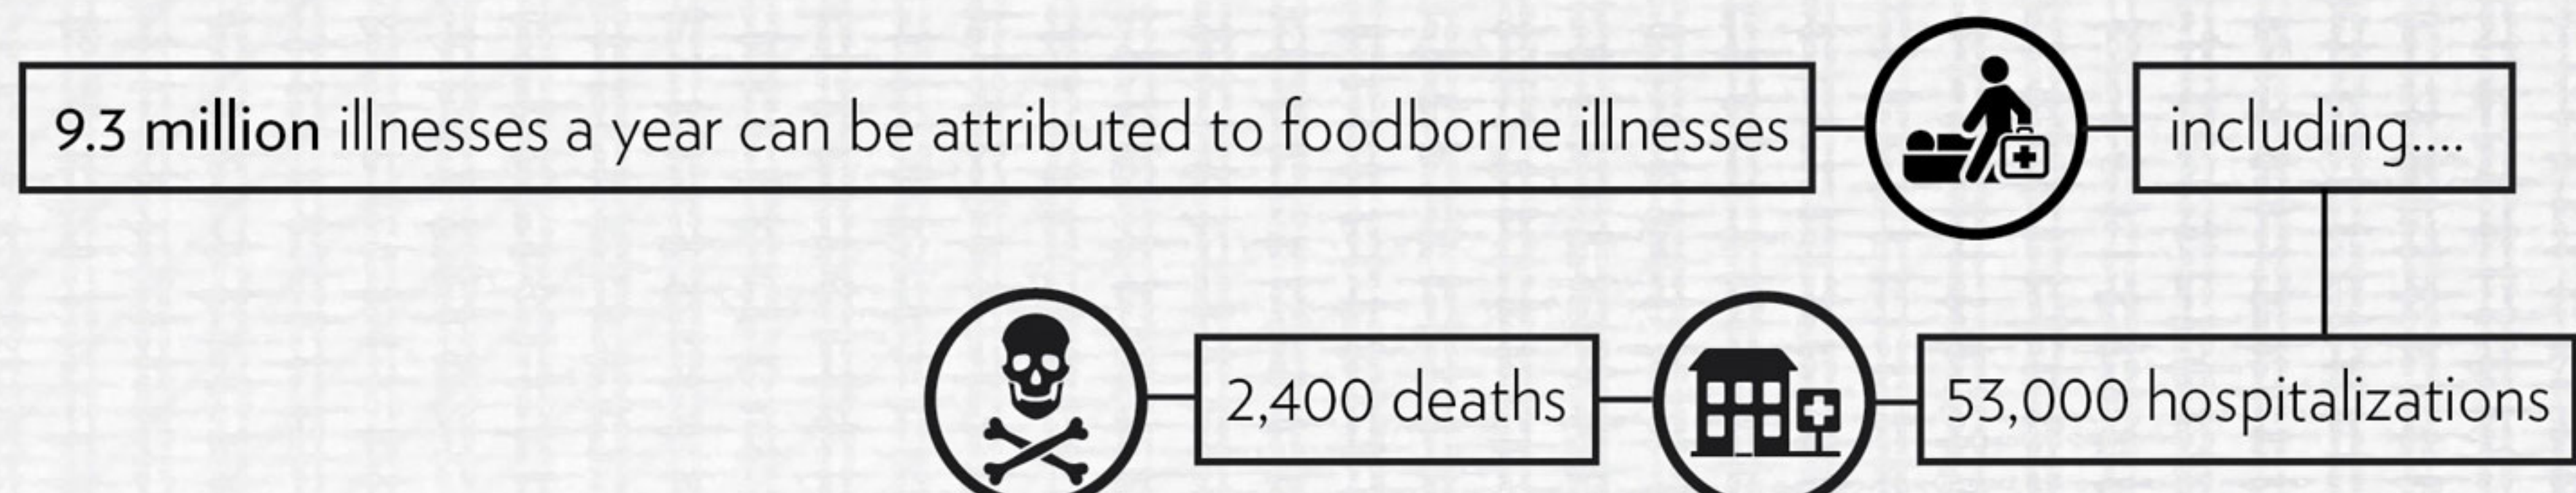 9.3 million illnesses a year can be attributed to foodborne illnesses
including....
53,000 hospitalizations
2,400 deaths